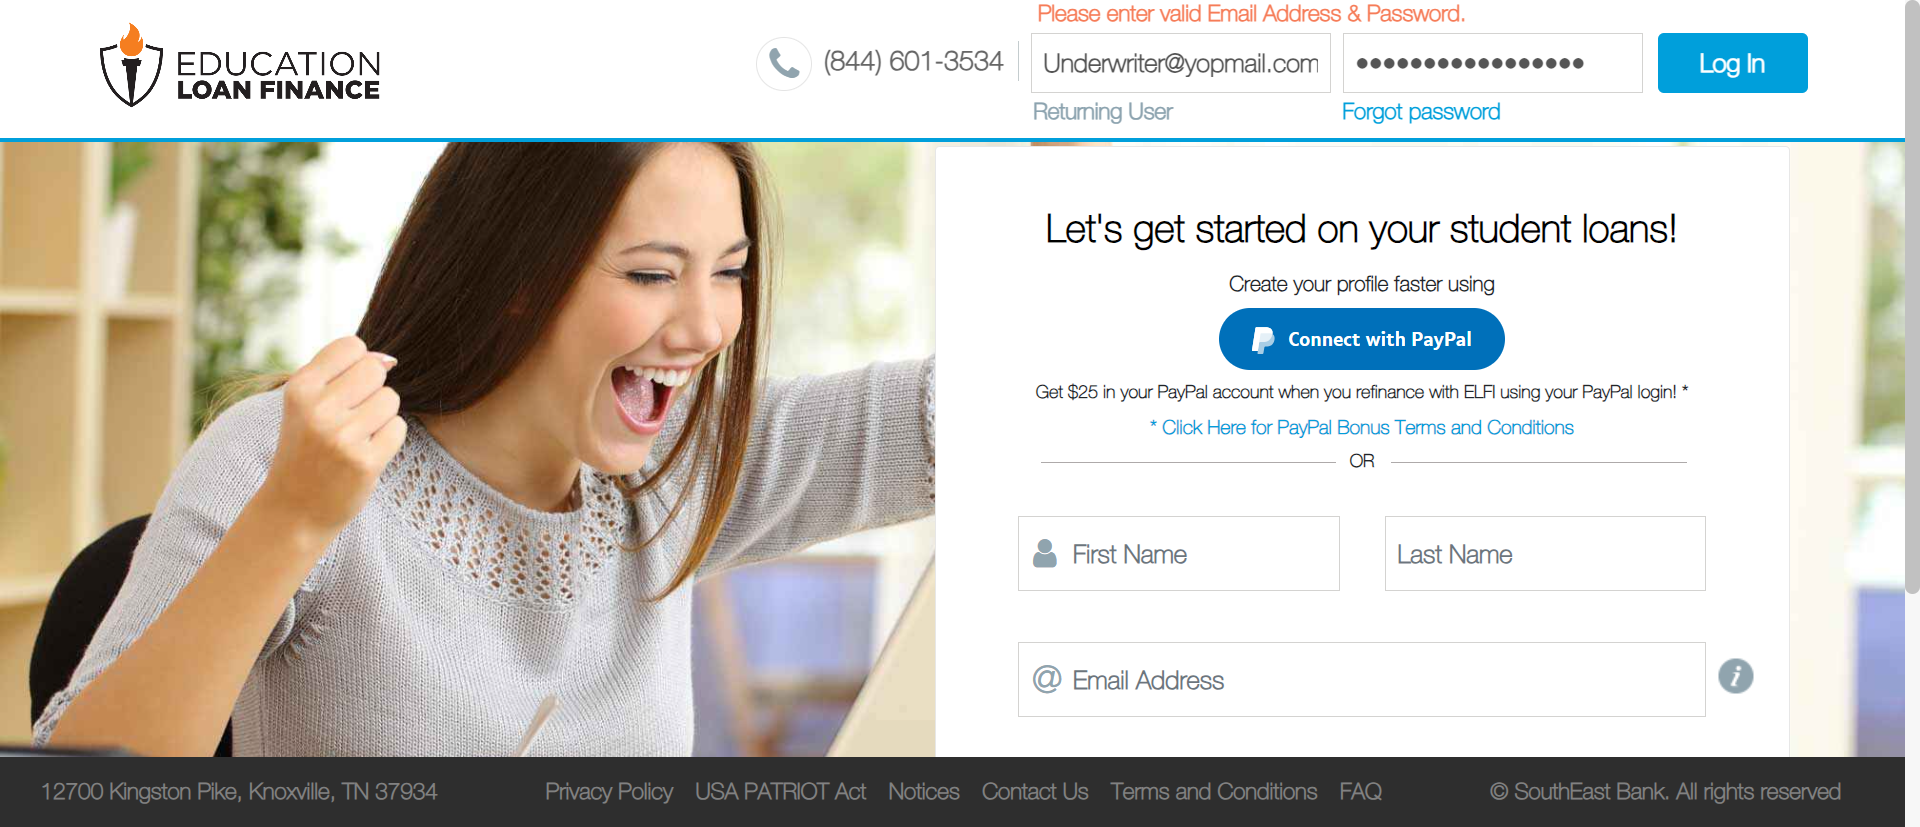 EDUCATION
LOAN FINANCE
(844) 601-3534
Please enter valid Email Address & Password.
Underwriter@yopmail.com
•••••••••••••••••
Log In
Returning User
Forgot password
Let's get started on your student loans!
Create your profile faster using
Connect with PayPal
Get $25 in your PayPal account when you refinance with ELFI using your PayPal login! *
* Click Here for PayPal Bonus Terms and Conditions
OR
First Name
Last Name
@ Email Address
i
12700 Kingston Pike, Knoxville, TN 37934
Privacy Policy
USA PATRIOT Act
Notices
Contact Us
Terms and Conditions
FAQ
© SouthEast Bank. All rights reserved